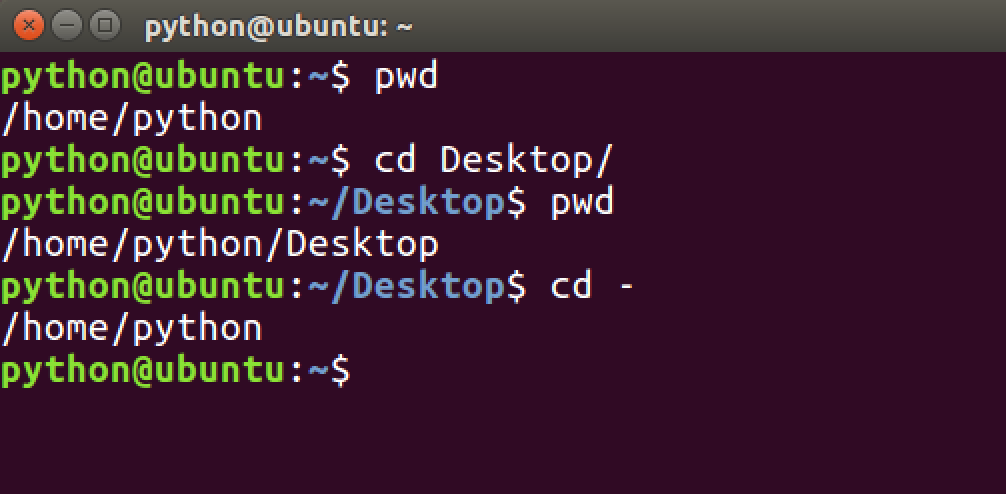 python@ubuntu: ~
python@ubuntu:~$ pwd
/home/python
python@ubuntu:~$ cd Desktop/
python@ubuntu:~/Desktop$ pwd
/home/python/Desktop
python@ubuntu:~/Desktop$ cd -
/home/python
python@ubuntu:~$